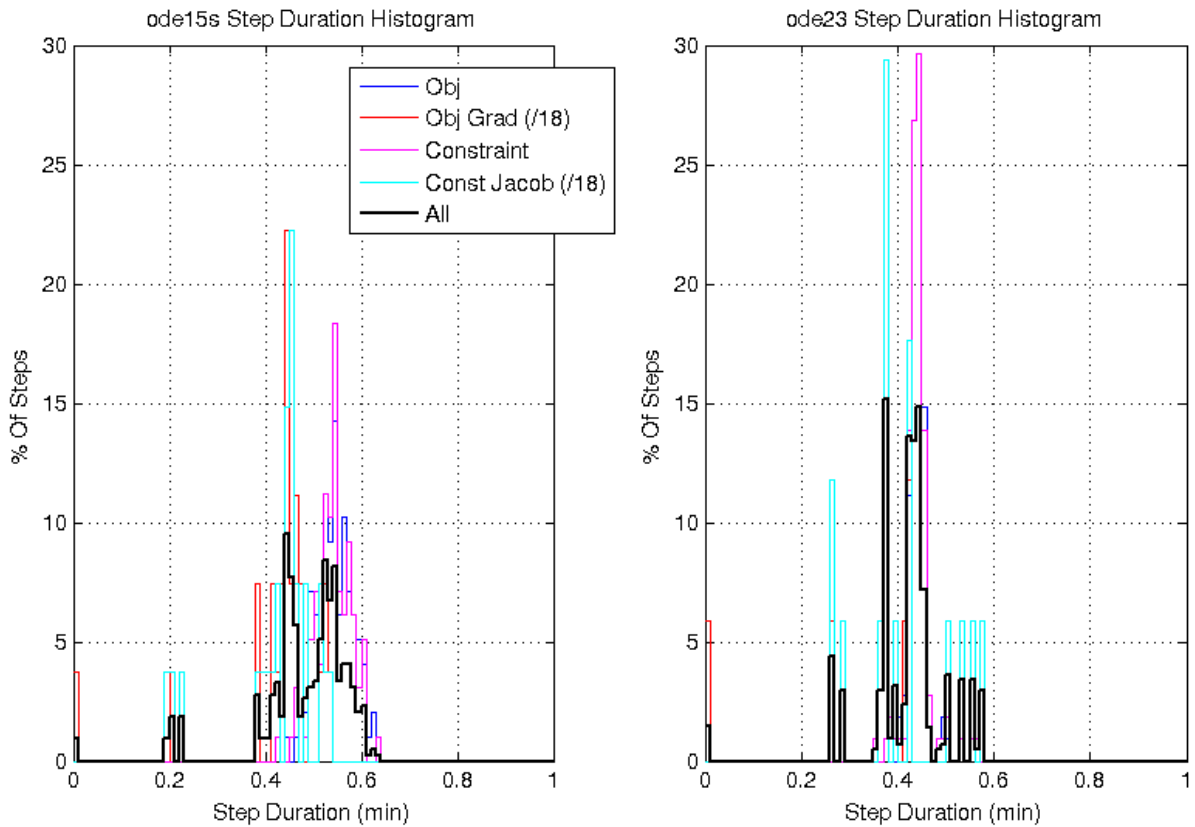 ode15s Step Duration Histogram
30
25
20
15
10
5
0
% Of Steps
0 0.2 0.4 0.6 0.8 1
Step Duration (min)
Obj
Obj Grad (/18)
Constraint
Const Jacob (/18)
All
ode23 Step Duration Histogram
30
25
20
15
10
5
0
% Of Steps
0 0.2 0.4 0.6 0.8 1
Step Duration (min)